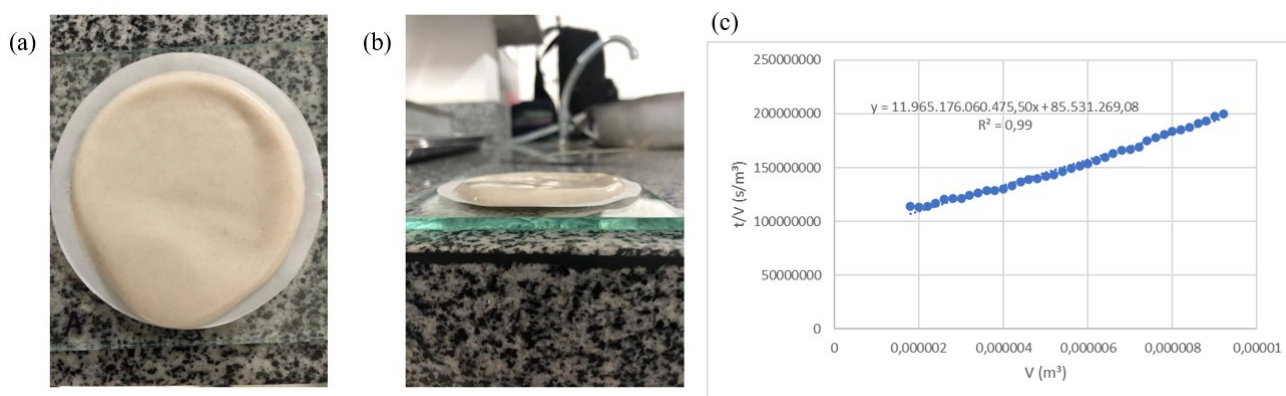 (a)
(b)
(c)
250000000
200000000
150000000
100000000
50000000
0
t/V (s/m³)
y = 11.965.176.060.475,50x + 85.531.269,08
R² = 0,99
0
0,000002
0,000004
0,000006
0,000008
0,00001
V (m³)
A